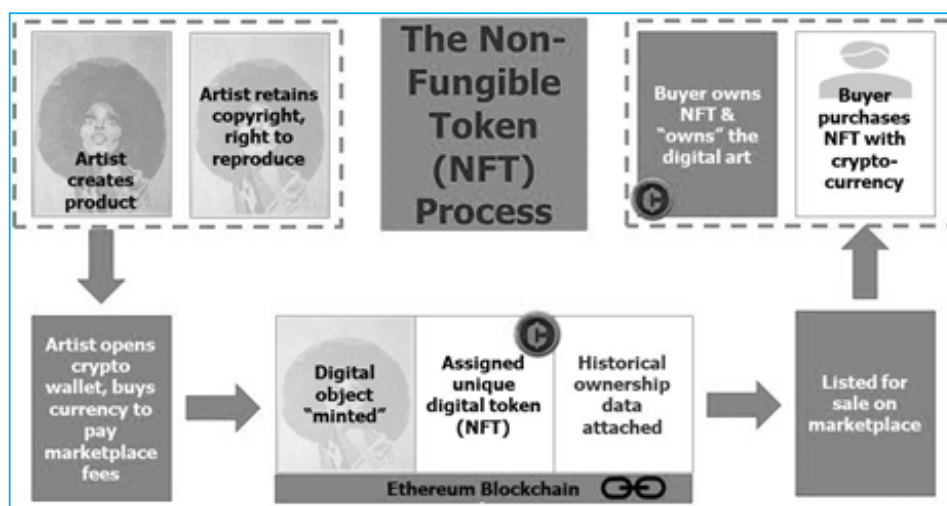 The Non-
Fungible
Token
(NFT)
Process
Artist
creates
product
Artist retains
copyright,
right to
reproduce
Artist opens
crypto
wallet, buys
currency to
pay
marketplace
fees
Digital
object
“minted”
Assigned
unique
digital token
(NFT)
Historical
ownership
data
attached
Ethereum Blockchain
Listed for
sale on
marketplace
Buyer owns
NFT &
“owns” the
digital art
Buyer
purchases
NFT with
crypto-
currency